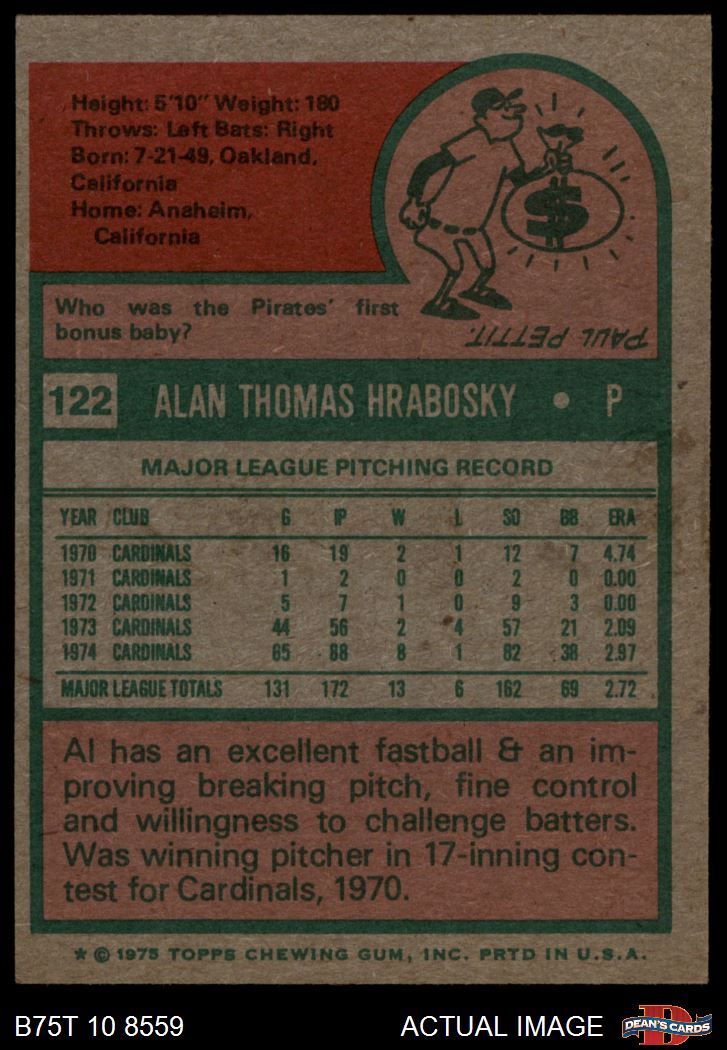 Height: 5'10" Weight: 180
Throws: Left Bats: Right
Born: 7-21-49, Oakland,
California
Home: Anaheim,
California
$
Who was the Pirates' first
bonus baby?
PAUL PETTIT.
122 ALAN THOMAS HRABOSKY • P
MAJOR LEAGUE PITCHING RECORD
YEAR CLUB G IP W L SO BB ERA
1970 CARDINALS 16 19 2 1 12 7 4.74
1971 CARDINALS 1 2 0 0 2 0 0.00
1972 CARDINALS 5 7 1 0 9 3 0.00
1973 CARDINALS 44 56 2 4 57 21 2.09
1974 CARDINALS 65 88 8 1 82 38 2.97
MAJOR LEAGUE TOTALS 131 172 13 6 162 69 2.72
Al has an excellent fastball & an im-
proving breaking pitch, fine control
and willingness to challenge batters.
Was winning pitcher in 17-inning con-
test for Cardinals, 1970.
* © 1975 TOPPS CHEWING GUM, INC. PRTD IN U.S.A.
B75T 10 8559 ACTUAL IMAGE DEAN'S CARDS